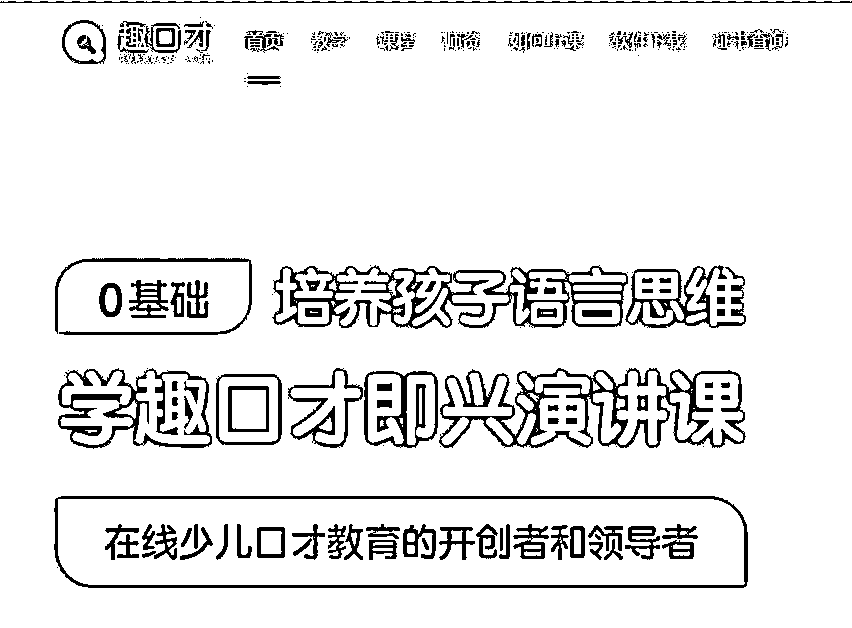 趣口才
首页 教学 课程 师资 如何上课 软件下载 证书查询
0基础 培养孩子语言思维
学趣口才即兴演讲课
在线少儿口才教育的开创者和领导者